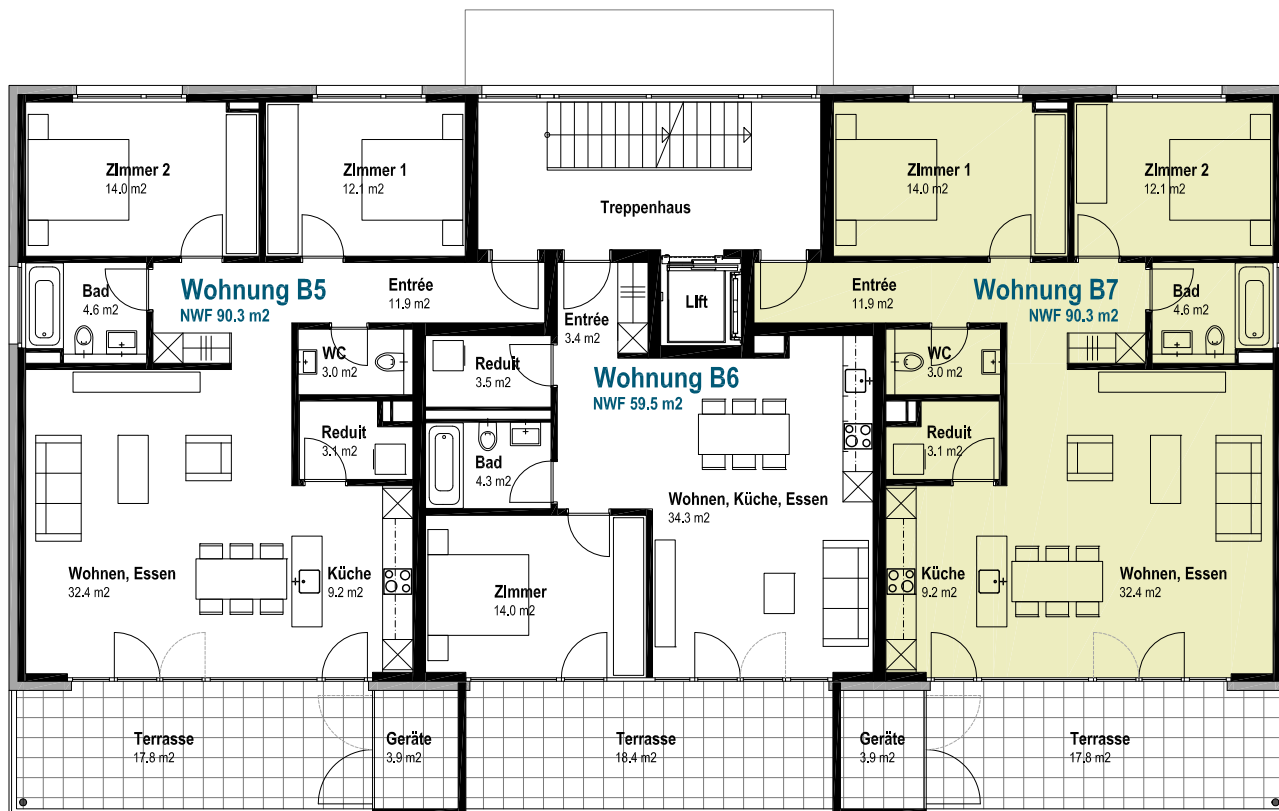 ZImmer 2
14.0 m2
ZImmer 1
12.1 m2
Treppenhaus
ZImmer 1
14.0 m2
ZImmer 2
12.1 m2
Bad
4.6 m2
Wohnung B5
NWF 90.3 m2
Entrée
11.9 m2
Entrée
3.4 m2
LIft
Entrée
11.9 m2
Wohnung B7
NWF 90.3 m2
Bad
4.6 m2
WC
3.0 m2
Reduit
3.5 m2
Wohnung B6
NWF 59.5 m2
WC
3.0 m2
Reduit
3.1 m2
Bad
4.3 m2
Wohnen, Küche, Essen
34.3 m2
Reduit
3.1 m2
Wohnen, Essen
32.4 m2
Küche
9.2 m2
ZImmer
14.0 m2
Küche
9.2 m2
Wohnen, Essen
32.4 m2
Terrasse
17.8 m2
Geräte
3.9 m2
Terrasse
18.4 m2
Geräte
3.9 m2
Terrasse
17.8 m2